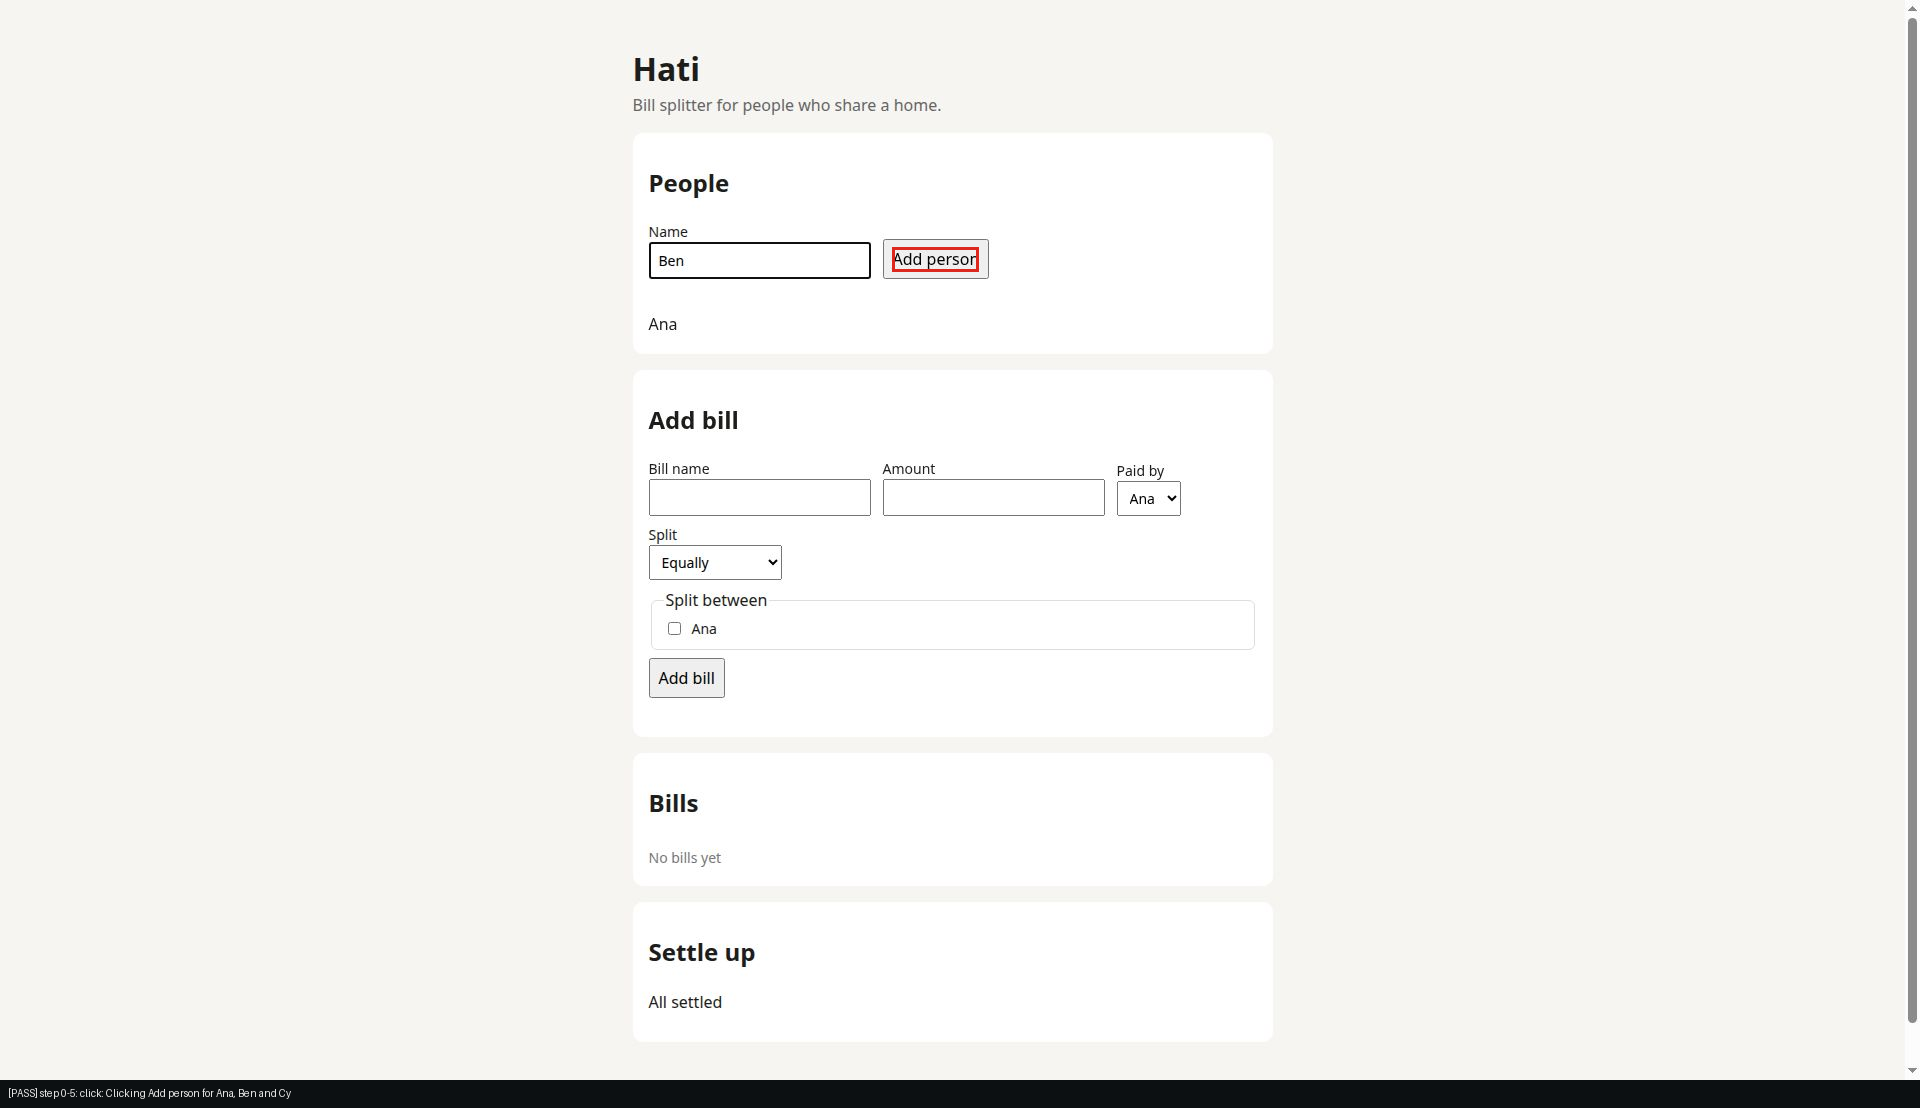 Hati
Bill splitter for people who share a home.
People
Name
Ben
Add person
Ana
Add bill
Bill name
Amount
Paid by
Ana
Split
Equally
Split between
Ana
Add bill
Bills
No bills yet
Settle up
All settled
[PASS] step 0-5: click: Clicking Add person for Ana, Ben and Cy